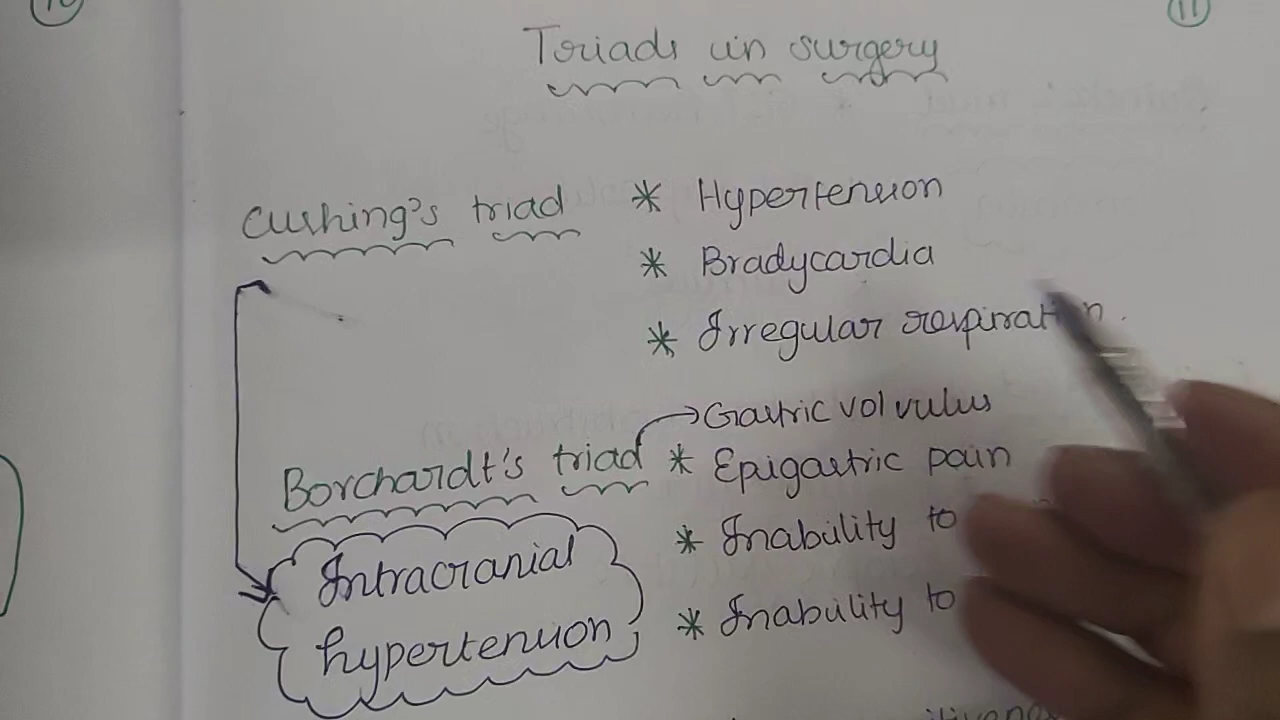 11
Triads in surgery
Cushing's triad * Hypertension
* Bradycardia
* Irregular respiration.
→ Gastric volvulus
Borchardt's triad * Epigastric pain
* Inability to
* Inability to
Intracranial
hypertension